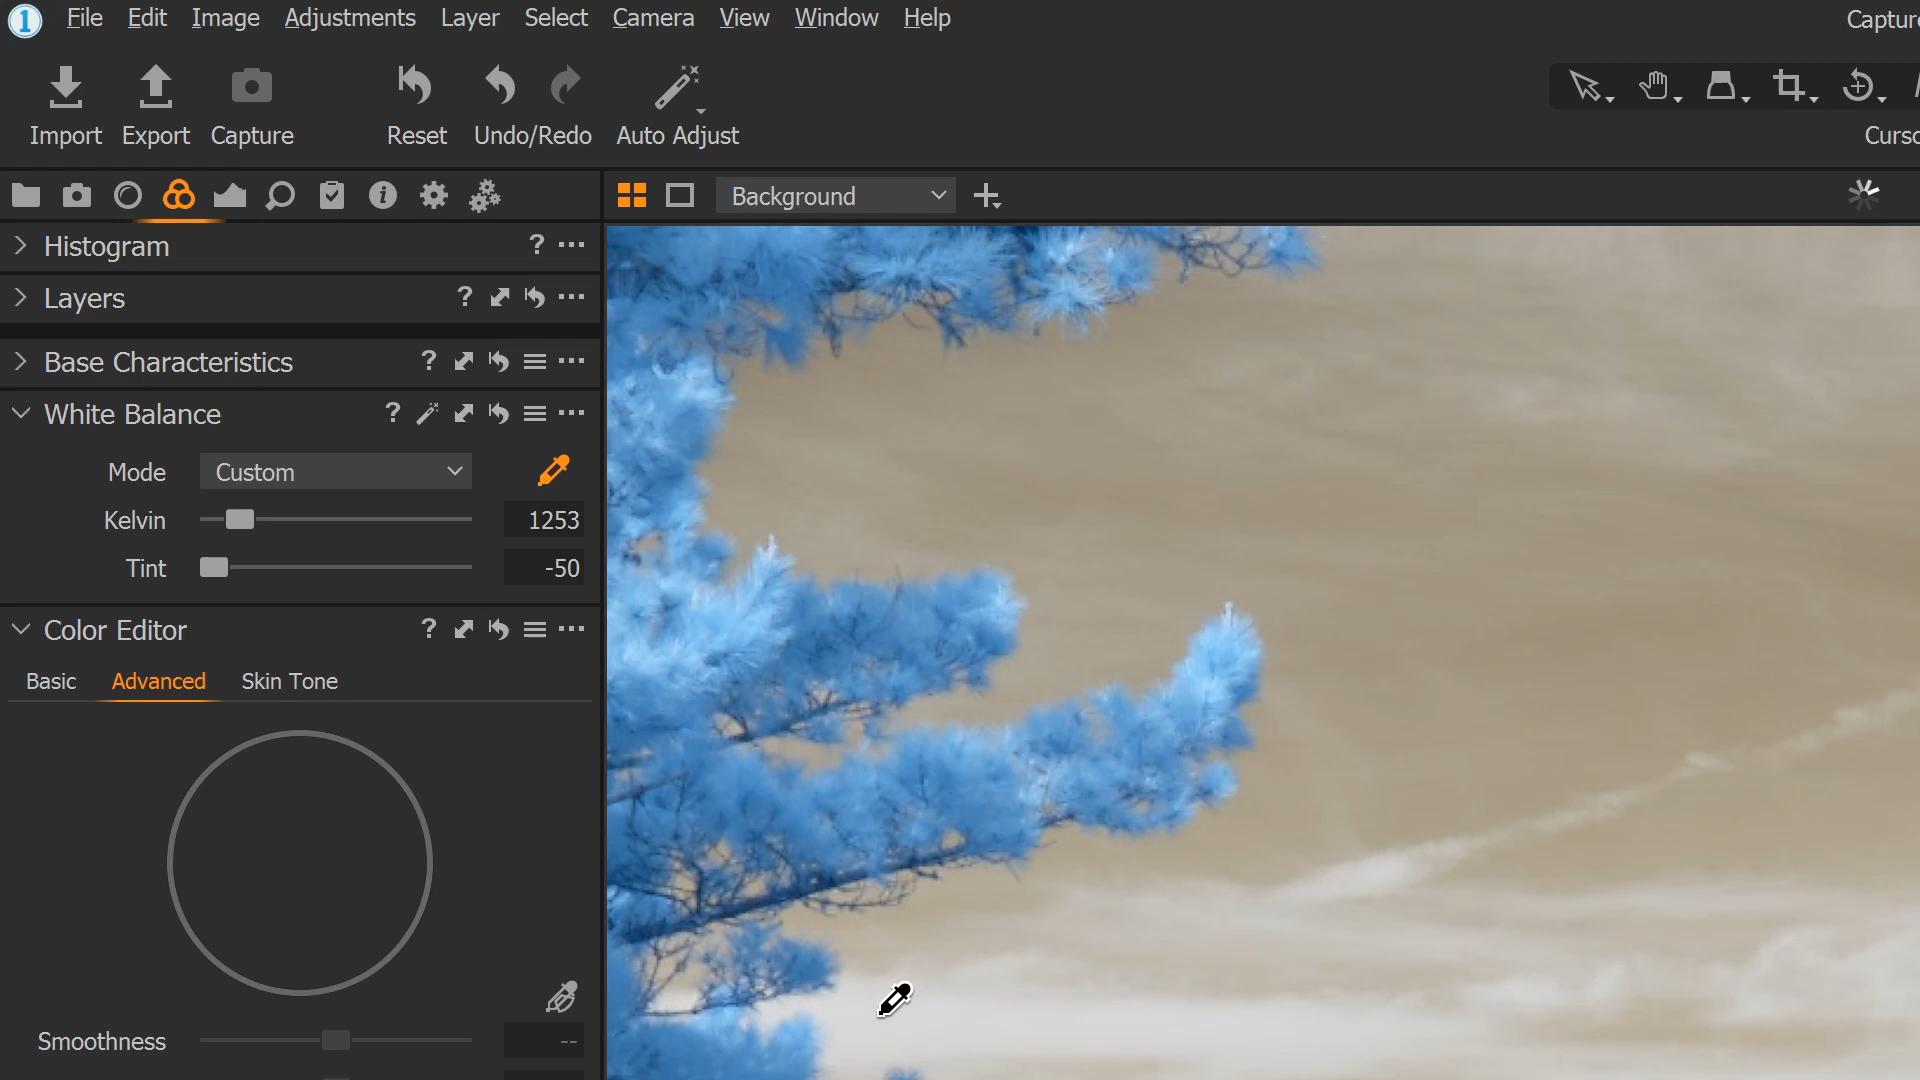 1 File Edit Image Adjustments Layer Select Camera View Window Help
Import Export Capture Reset Undo/Redo Auto Adjust
Background
Histogram ? ...
Layers ? ...
Base Characteristics ? ...
White Balance ? ...
Mode Custom
Kelvin 1253
Tint -50
Color Editor ? ...
Basic Advanced Skin Tone
Smoothness --